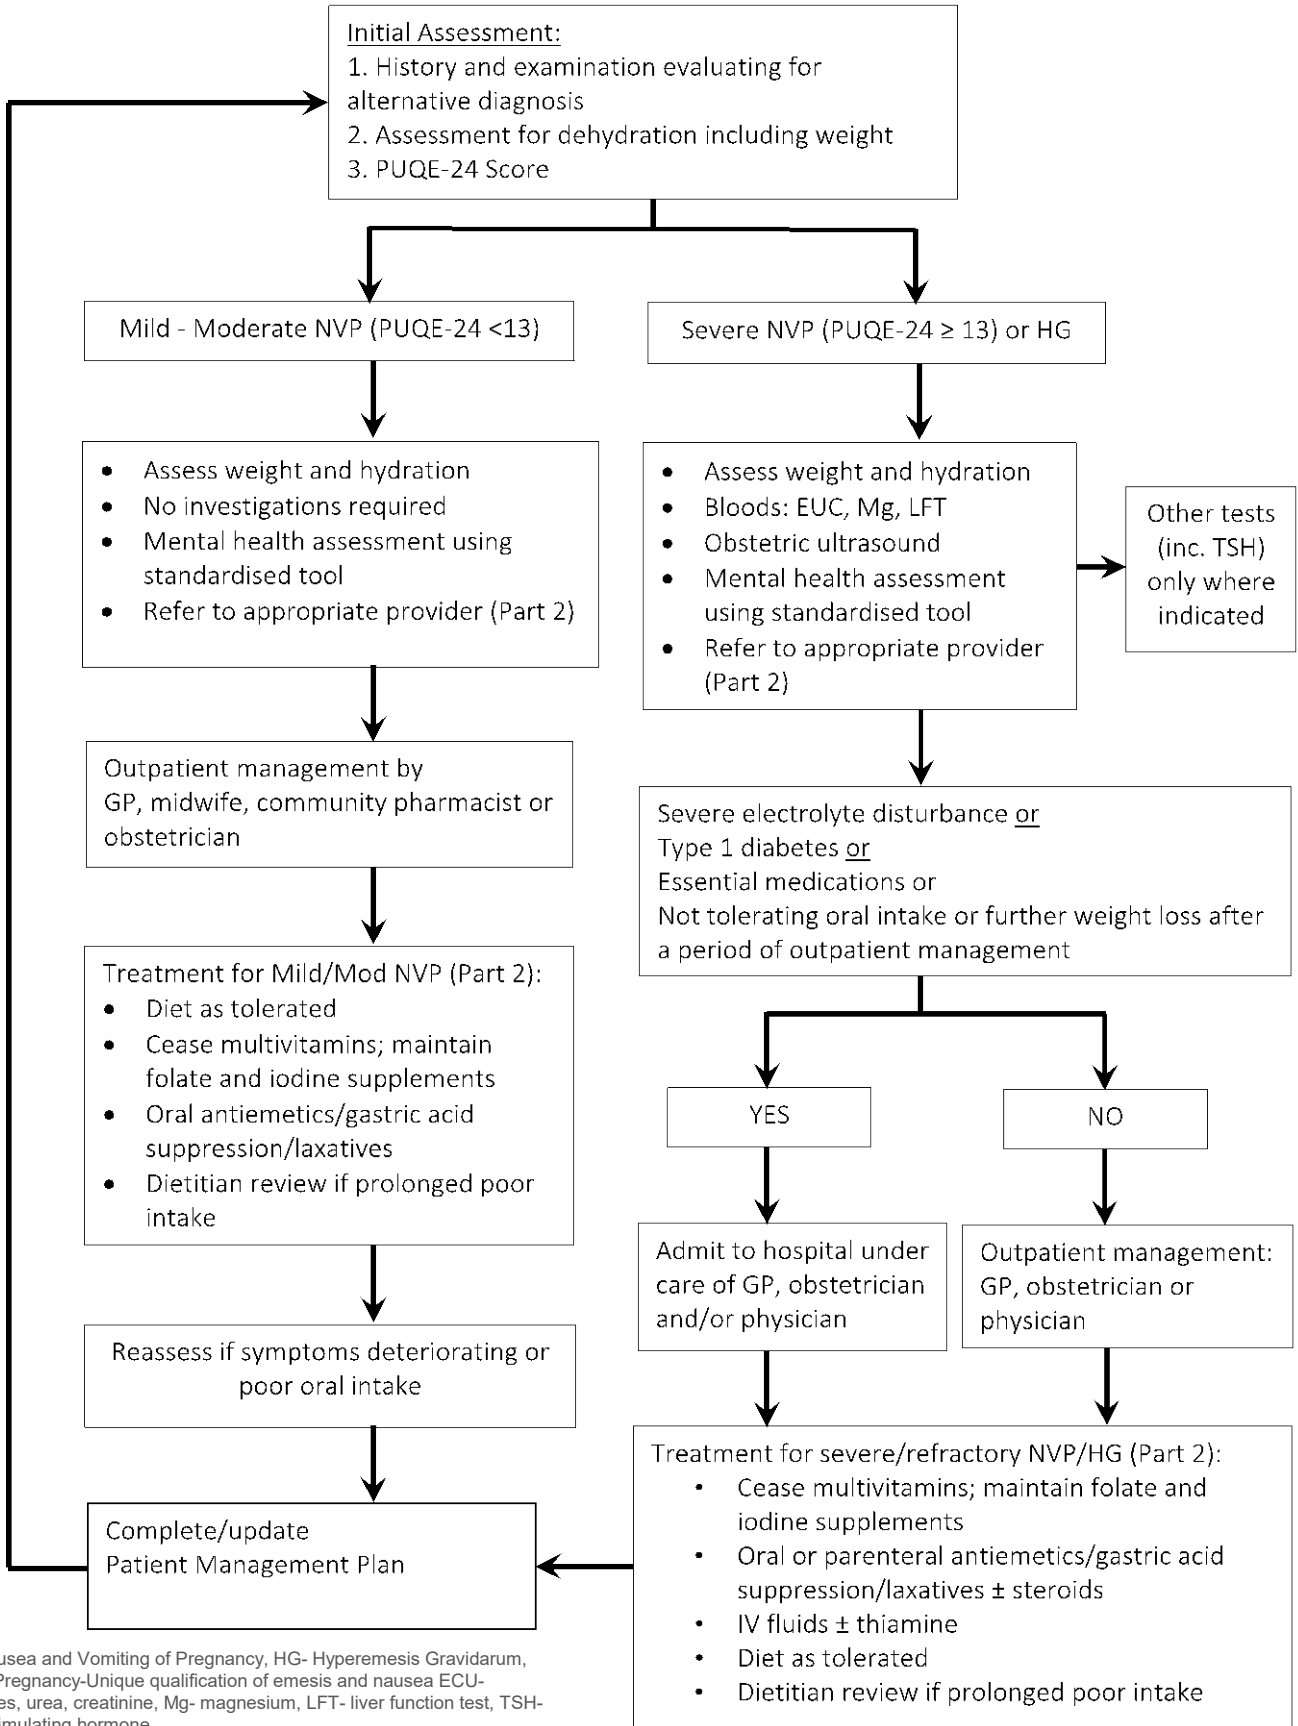 Initial Assessment:
1. History and examination evaluating for
alternative diagnosis
2. Assessment for dehydration including weight
3. PUQE-24 Score
Mild - Moderate NVP (PUQE-24 <13)
Severe NVP (PUQE-24 ≥ 13) or HG
• Assess weight and hydration
• No investigations required
• Mental health assessment using
standardised tool
• Refer to appropriate provider (Part 2)
• Assess weight and hydration
• Bloods: EUC, Mg, LFT
• Obstetric ultrasound
• Mental health assessment
using standardised tool
• Refer to appropriate provider
(Part 2)
Other tests
(inc. TSH)
only where
indicated
Outpatient management by
GP, midwife, community pharmacist or
obstetrician
Severe electrolyte disturbance or
Type 1 diabetes or
Essential medications or
Not tolerating oral intake or further weight loss after
a period of outpatient management
Treatment for Mild/Mod NVP (Part 2):
• Diet as tolerated
• Cease multivitamins; maintain
folate and iodine supplements
• Oral antiemetics/gastric acid
suppression/laxatives
• Dietitian review if prolonged poor
intake
YES
NO
Admit to hospital under
care of GP, obstetrician
and/or physician
Outpatient management:
GP, obstetrician or
physician
Reassess if symptoms deteriorating or
poor oral intake
Treatment for severe/refractory NVP/HG (Part 2):
• Cease multivitamins; maintain folate and
iodine supplements
• Oral or parenteral antiemetics/gastric acid
suppression/laxatives ± steroids
• IV fluids ± thiamine
• Diet as tolerated
• Dietitian review if prolonged poor intake
Complete/update
Patient Management Plan
and Vomiting of Pregnancy, HG- Hyperemesis Gravidarum,
Pregnancy-Unique qualification of emesis and nausea ECU-
urea, creatinine, Mg- magnesium, LFT- liver function test, TSH-
hormone